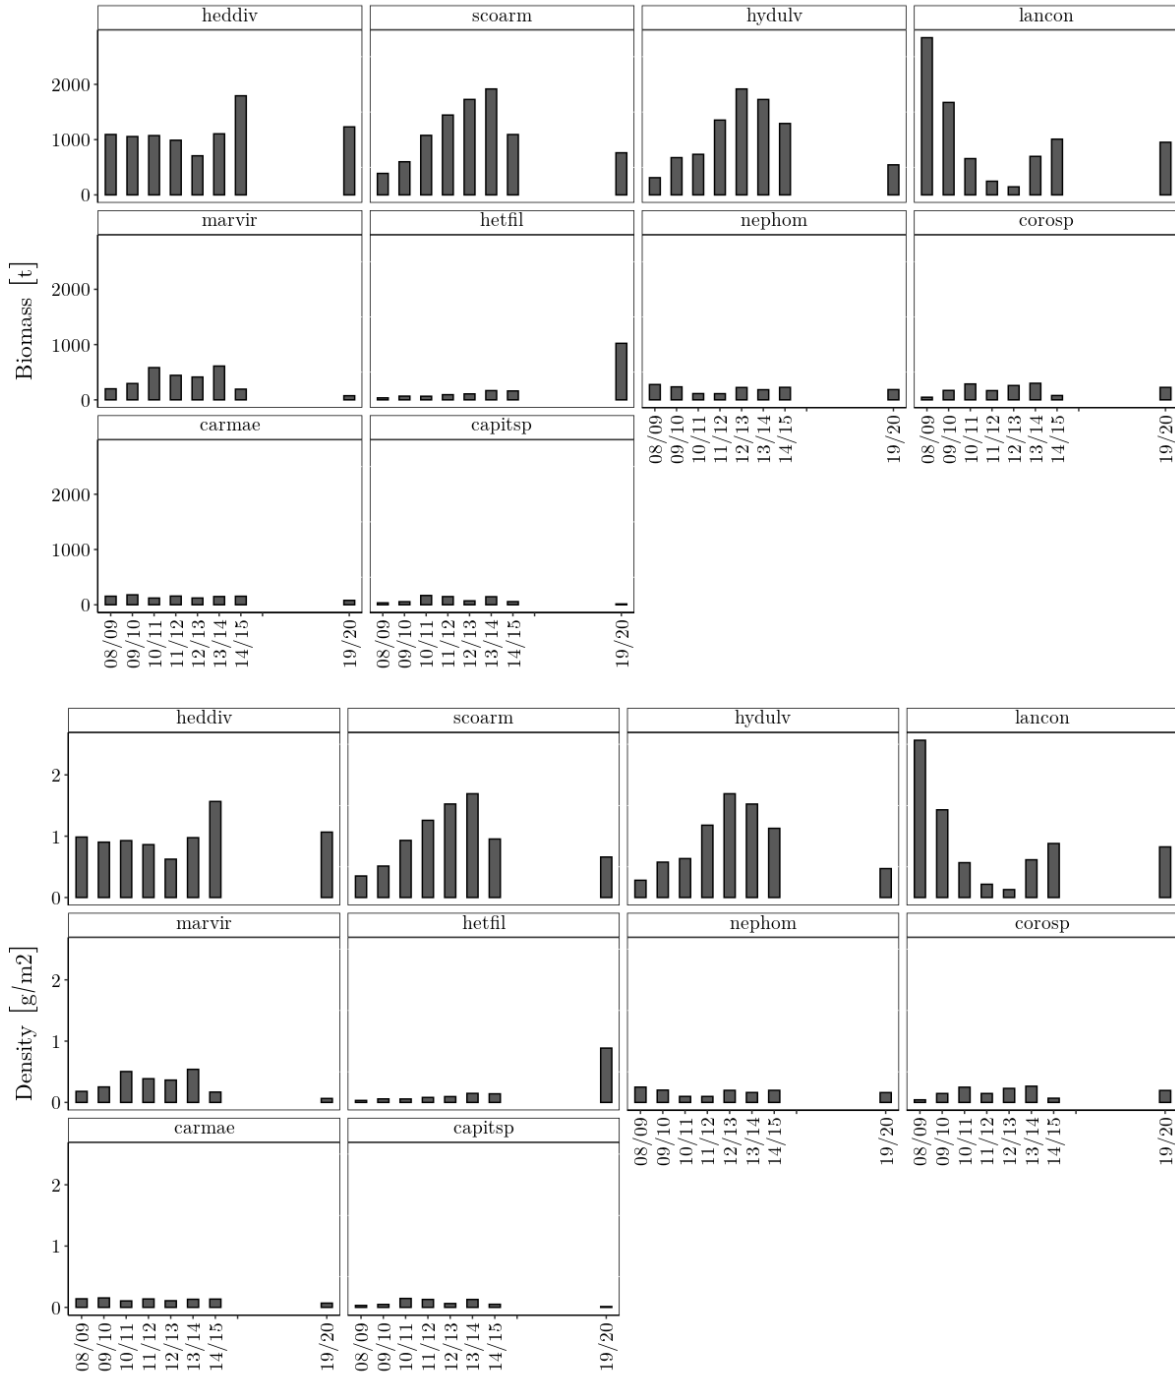 heddiv scoarm hydulv lancon
2000
1000
0
marvir hetfil nephom corosp
Biomass [t]
2000
1000
0
08/09 09/10 10/11 11/12 12/13 13/14 14/15 19/20 08/09 09/10 10/11 11/12 12/13 13/14 14/15 19/20
carmae capitsp
2000
1000
0
08/09 09/10 10/11 11/12 12/13 13/14 14/15 19/20 08/09 09/10 10/11 11/12 12/13 13/14 14/15 19/20
heddiv scoarm hydulv lancon
2
1
0
marvir hetfil nephom corosp
Density [g/m2]
2
1
0
08/09 09/10 10/11 11/12 12/13 13/14 14/15 19/20 08/09 09/10 10/11 11/12 12/13 13/14 14/15 19/20
carmae capitsp
2
1
0
08/09 09/10 10/11 11/12 12/13 13/14 14/15 19/20 08/09 09/10 10/11 11/12 12/13 13/14 14/15 19/20